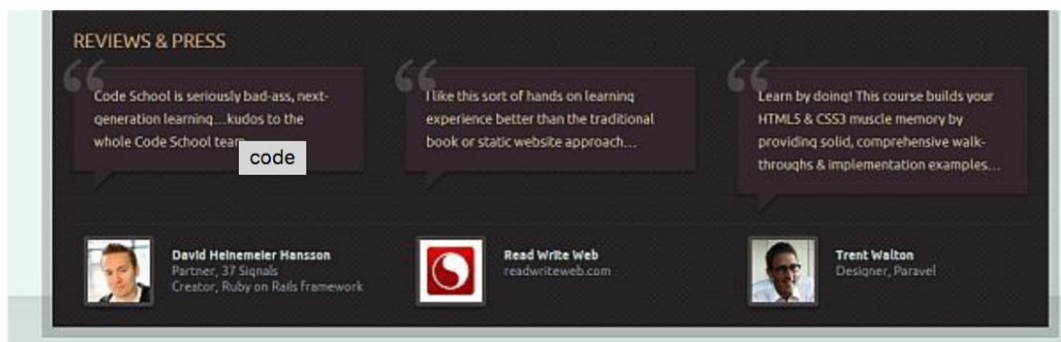 REVIEWS & PRESS
Code School is seriously bad-ass, next-
generation learning...kudos to the
whole Code School team
code
I like this sort of hands on learning
experience better than the traditional
book or static website approach...
Learn by doing! This course builds your
HTML5 & CSS3 muscle memory by
providing solid, comprehensive walk-
throughs & implementation examples...
David Heinemeier Hansson
Partner, 37 Signals
Creator, Ruby on Rails framework
Read Write Web
readwriteweb.com
Trent Walton
Designer, Paravel